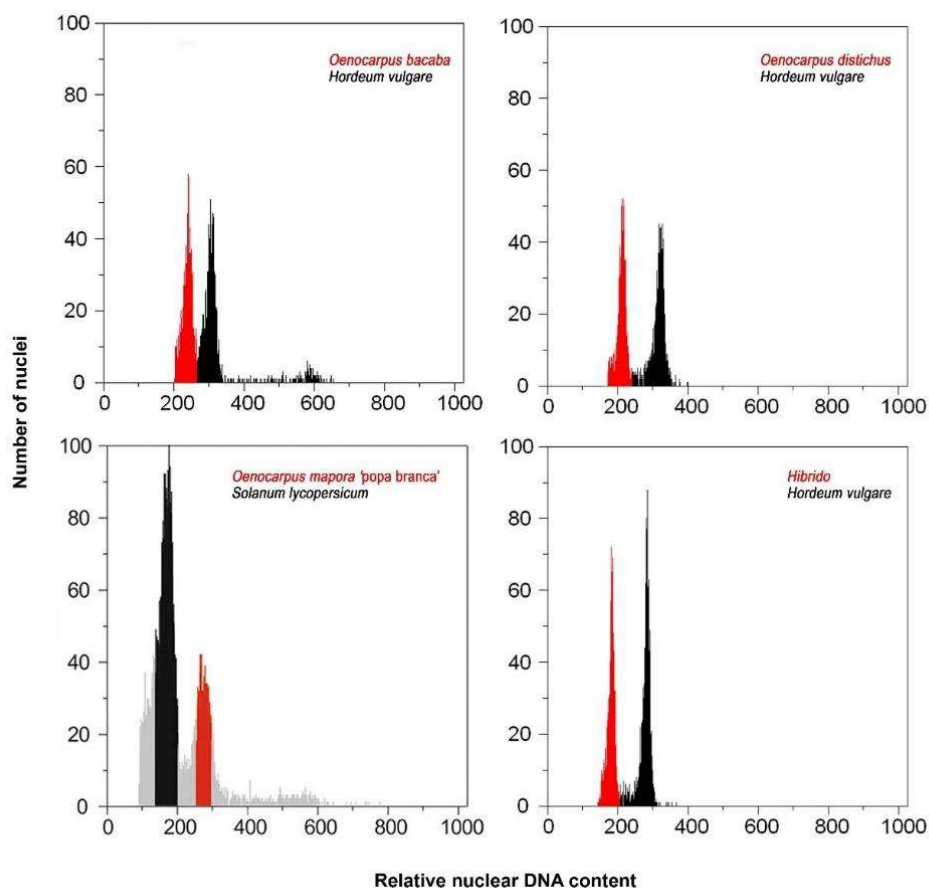 100
80
60
40
20
0
0 200 400 600 800 1000
Oenocarpus bacaba
Hordeum vulgare
100
80
60
40
20
0
0 200 400 600 800 1000
Oenocarpus distichus
Hordeum vulgare
Number of nuclei
100
80
60
40
20
0
0 200 400 600 800 1000
Oenocarpus mapora 'popa branca'
Solanum lycopersicum
100
80
60
40
20
0
0 200 400 600 800 1000
Hibrido
Hordeum vulgare
Relative nuclear DNA content